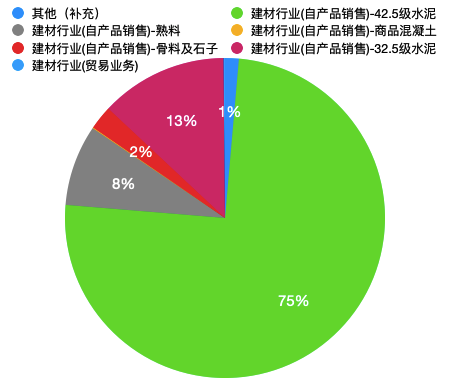 其他（补充）
建材行业(自产品销售)-42.5级水泥
建材行业(自产品销售)-熟料
建材行业(自产品销售)-商品混凝土
建材行业(自产品销售)-骨料及石子
建材行业(自产品销售)-32.5级水泥
建材行业(贸易业务)
1%
13%
2%
8%
75%